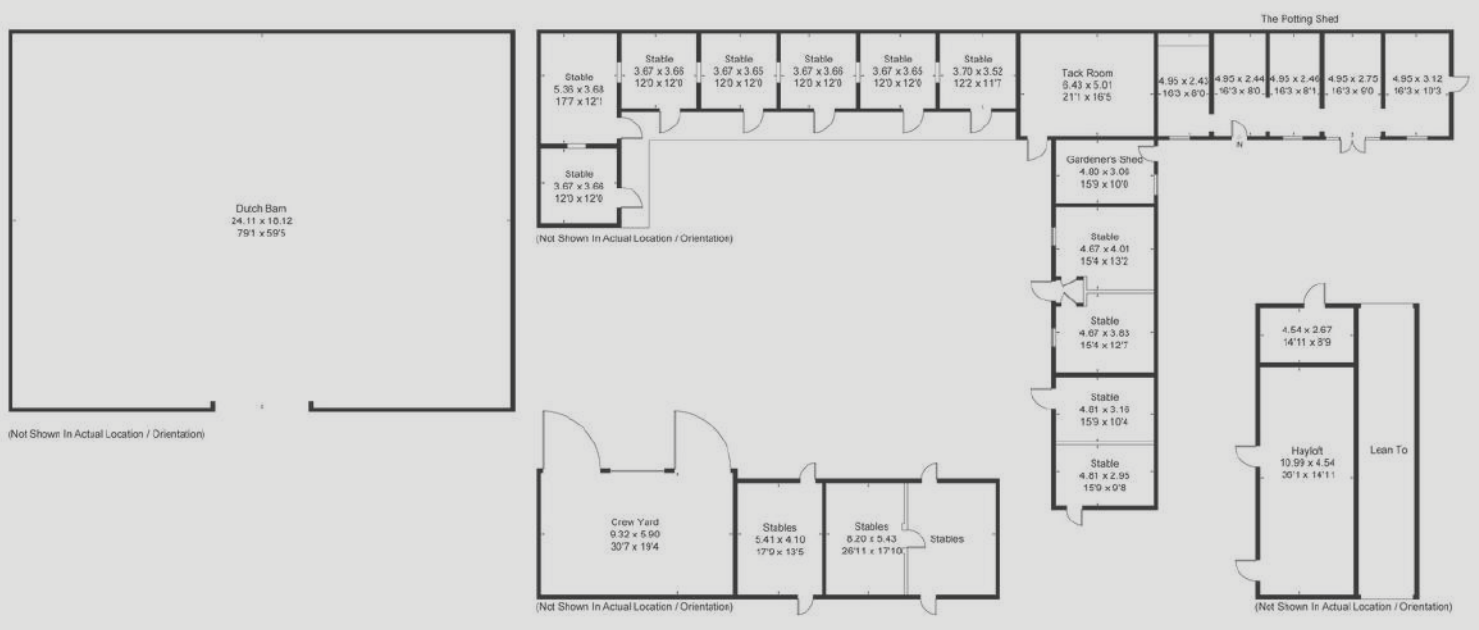 The Potting Shed
Dutch Barn
24.11 x 18.12
79'1 x 59'5
(Not Shown In Actual Location / Orientation)
Stable
5.36 x 3.68
17'7 x 12'1
Stable
3.67 x 3.66
12'0 x 12'0
Stable
3.67 x 3.65
12'0 x 12'0
Stable
3.67 x 3.66
12'0 x 12'0
Stable
3.67 x 3.65
12'0 x 12'0
Stable
3.70 x 3.52
12'2 x 11'7
Tack Room
6.43 x 5.01
21'1 x 16'5
4.95 x 2.43
16'3 x 8'0
4.95 x 2.44
16'3 x 8'0
4.95 x 2.46
16'3 x 8'1
4.95 x 2.75
16'3 x 9'0
4.95 x 3.12
16'3 x 10'3
IN
Stable
3.67 x 3.66
12'0 x 12'0
(Not Shown In Actual Location / Orientation)
Gardener's Shed
4.80 x 3.06
15'9 x 10'0
Stable
4.67 x 4.01
15'4 x 13'2
Stable
4.67 x 3.83
15'4 x 12'7
Stable
4.81 x 3.16
15'9 x 10'4
Stable
4.81 x 2.95
15'9 x 9'8
Crew Yard
9.32 x 5.90
30'7 x 19'4
Stables
5.41 x 4.10
17'9 x 13'5
Stables
8.20 x 5.43
26'11 x 17'10
Stables
(Not Shown In Actual Location / Orientation)
4.54 x 2.67
14'11 x 8'9
Hayloft
10.99 x 4.54
36'1 x 14'11
Lean To
(Not Shown In Actual Location / Orientation)